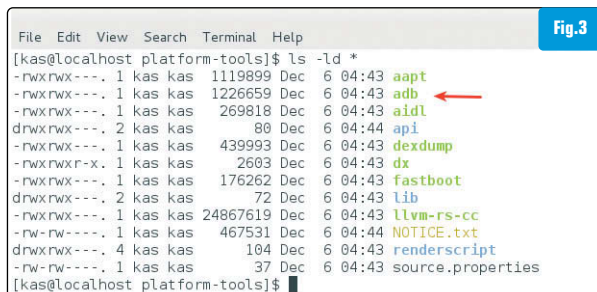 Fig.3
File Edit View Search Terminal Help
[kas@localhost platform-tools]$ ls -ld *
-rwxrwx---. 1 kas kas 1119899 Dec 6 04:43 aapt
-rwxrwx---. 1 kas kas 1226659 Dec 6 04:43 adb
-rwxrwx---. 1 kas kas 269818 Dec 6 04:43 aidl
drwxrwx---. 2 kas kas 80 Dec 6 04:44 api
-rwxrwx---. 1 kas kas 439993 Dec 6 04:43 dexdump
-rwxrwxr-x. 1 kas kas 2603 Dec 6 04:43 dx
-rwxrwx---. 1 kas kas 176262 Dec 6 04:43 fastboot
drwxrwx---. 2 kas kas 72 Dec 6 04:43 lib
-rwxrwx---. 1 kas kas 24867619 Dec 6 04:43 llvm-rs-cc
-rw-rw----. 1 kas kas 467531 Dec 6 04:44 NOTICE.txt
drwxrwx---. 4 kas kas 104 Dec 6 04:43 renderscript
-rw-rw----. 1 kas kas 37 Dec 6 04:43 source.properties
[kas@localhost platform-tools]$